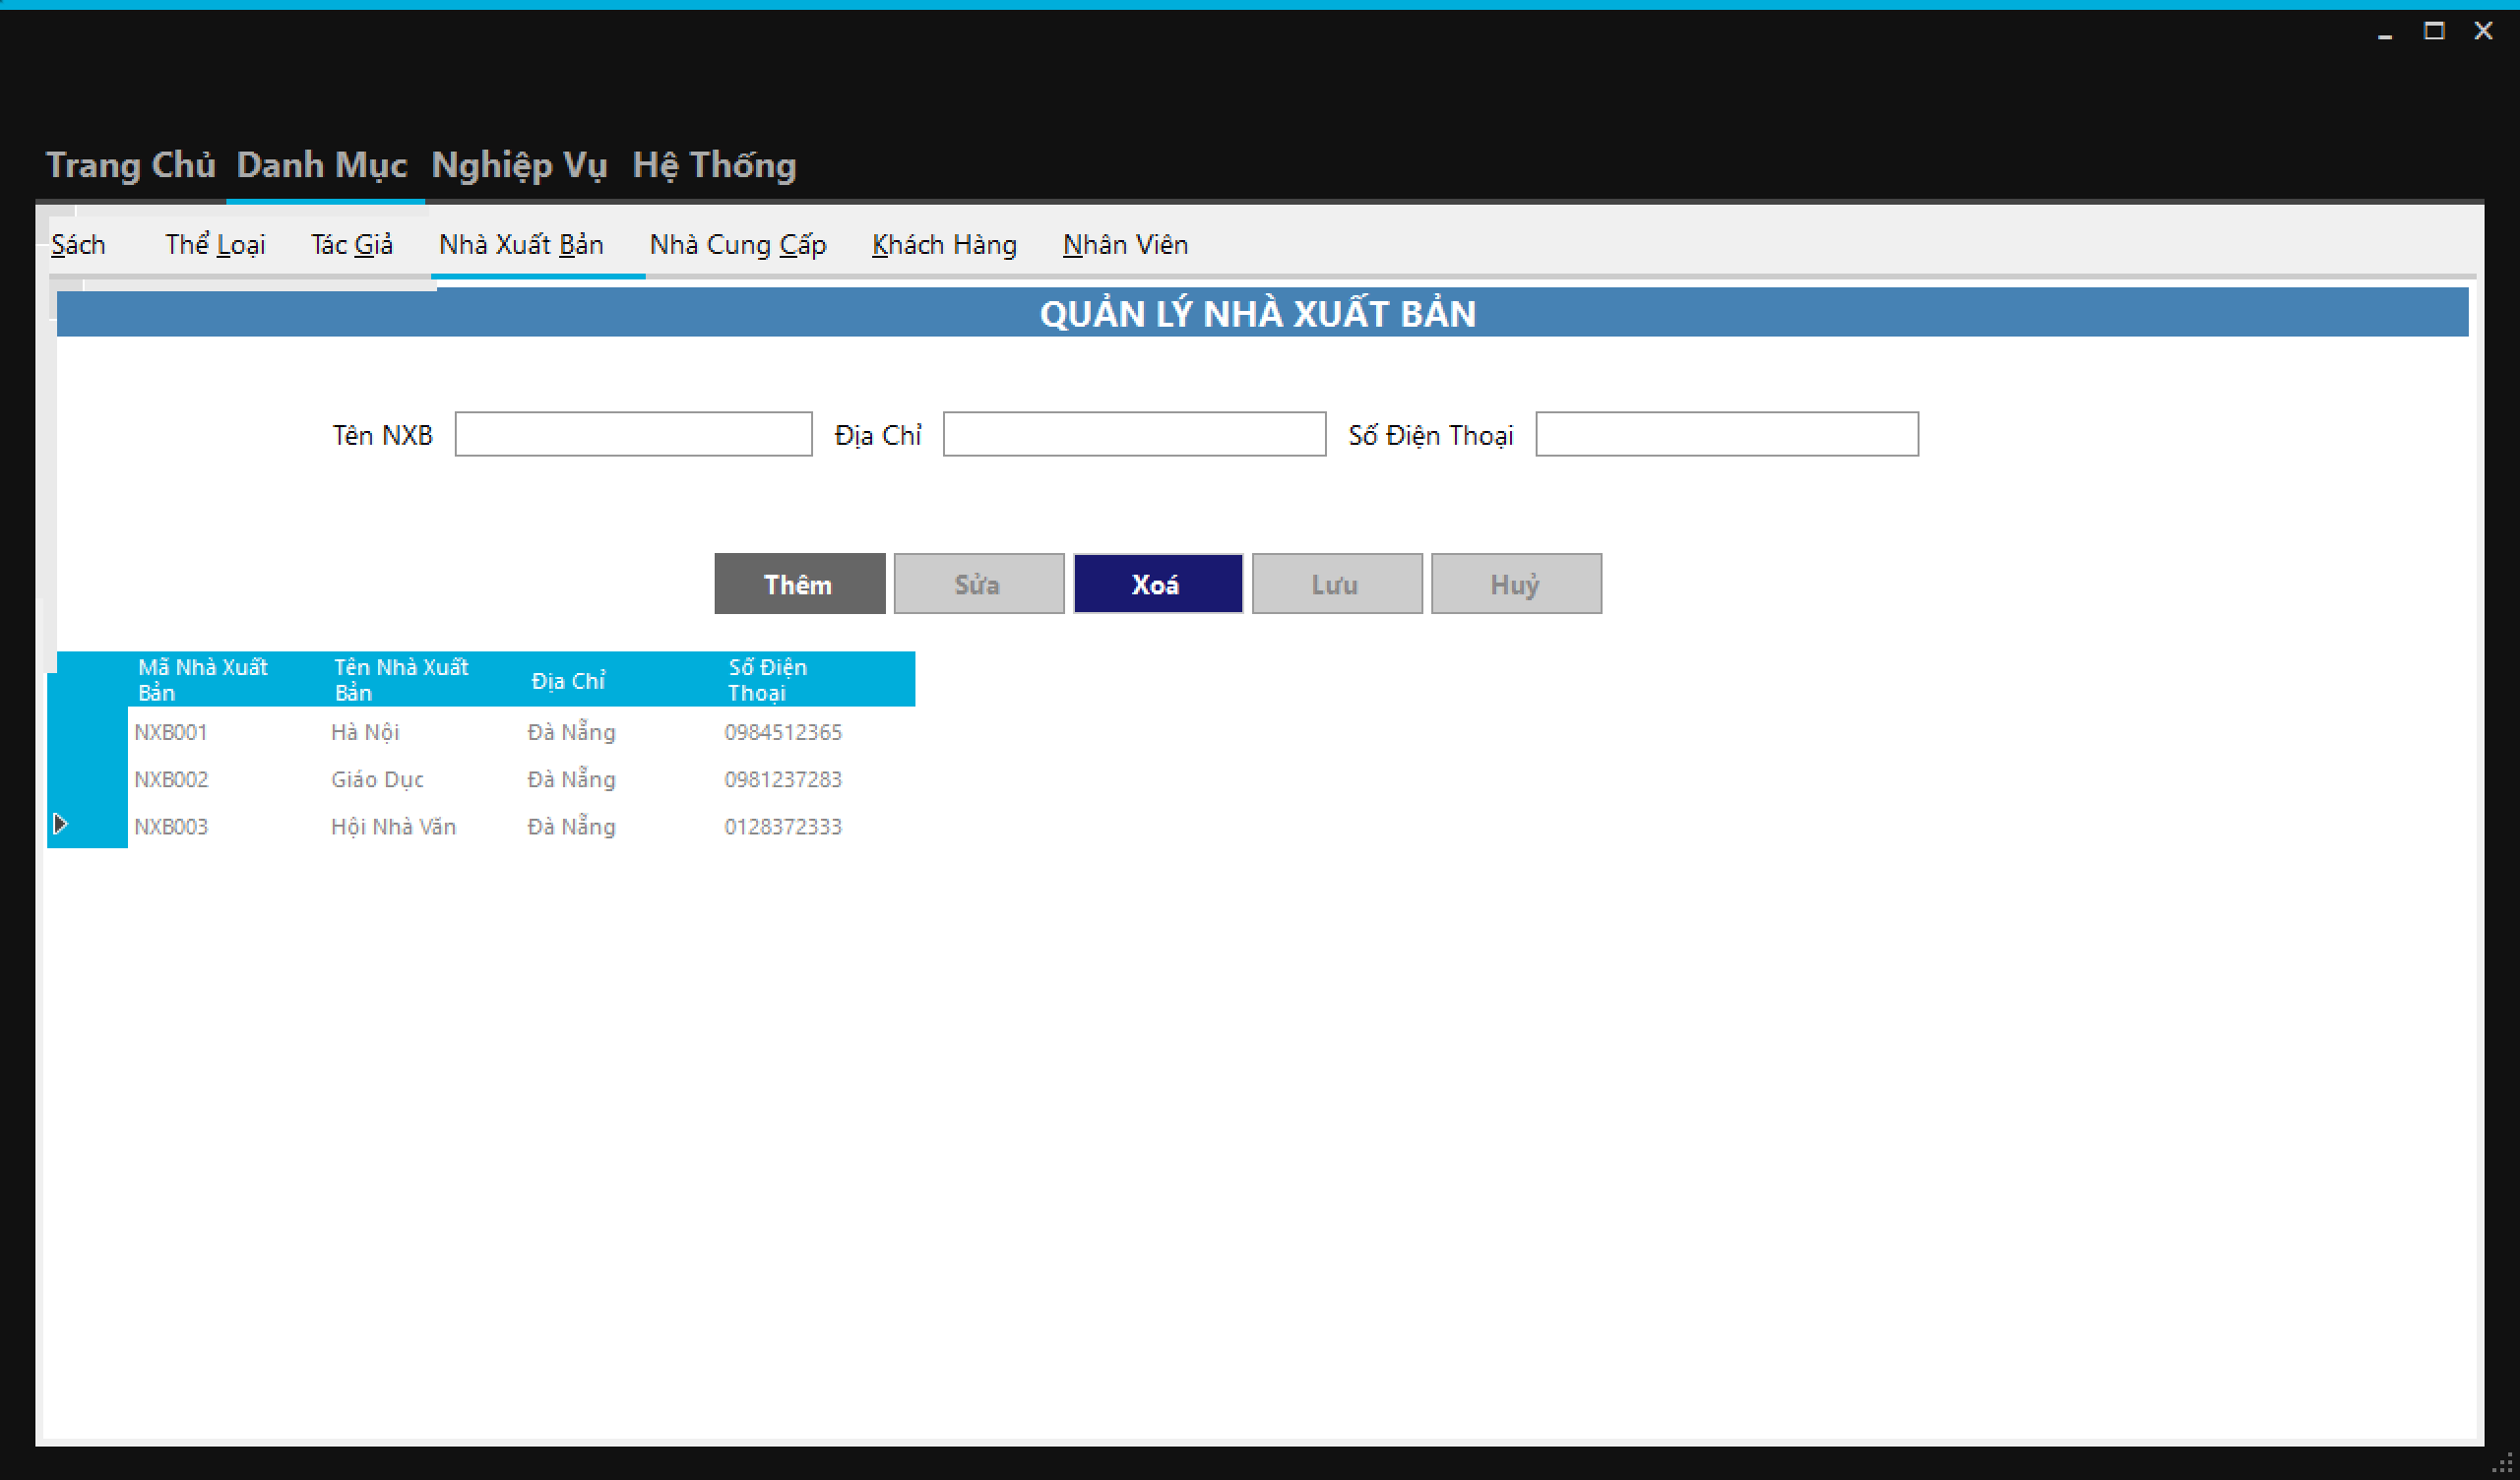 Trang Chủ Danh Mục Nghiệp Vụ Hệ Thống
Sách Thể Loại Tác Giả Nhà Xuất Bản Nhà Cung Cấp Khách Hàng Nhân Viên
QUẢN LÝ NHÀ XUẤT BẢN
Tên NXB Địa Chỉ Số Điện Thoại
Thêm Sửa Xoá Lưu Huỷ
Mã Nhà Xuất Bản Tên Nhà Xuất Bản Địa Chỉ Số Điện Thoại
NXB001 Hà Nội Đà Nẵng 0984512365
NXB002 Giáo Dục Đà Nẵng 0981237283
NXB003 Hội Nhà Văn Đà Nẵng 0128372333